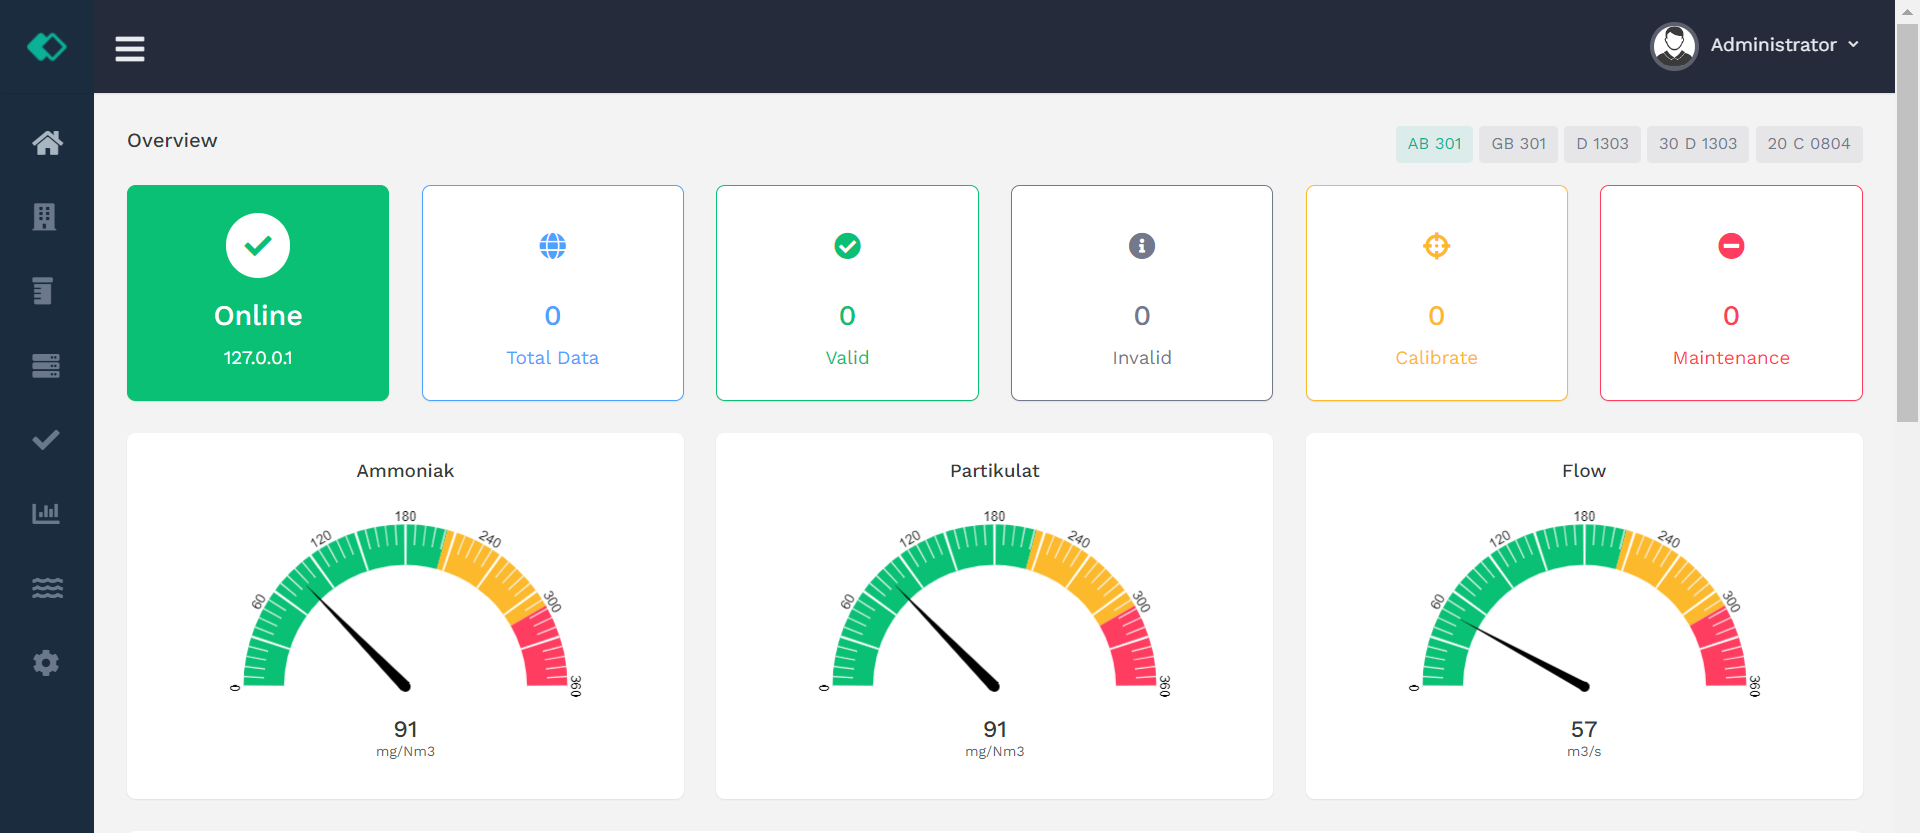 Administrator
Overview
AB 301 GB 301 D 1303 30 D 1303 20 C 0804
Online
127.0.0.1
0
Total Data
0
Valid
0
Invalid
0
Calibrate
0
Maintenance
Ammoniak
0 60 120 180 240 300 360
91
mg/Nm3
Partikulat
0 60 120 180 240 300 360
91
mg/Nm3
Flow
0 60 120 180 240 300 360
57
m3/s